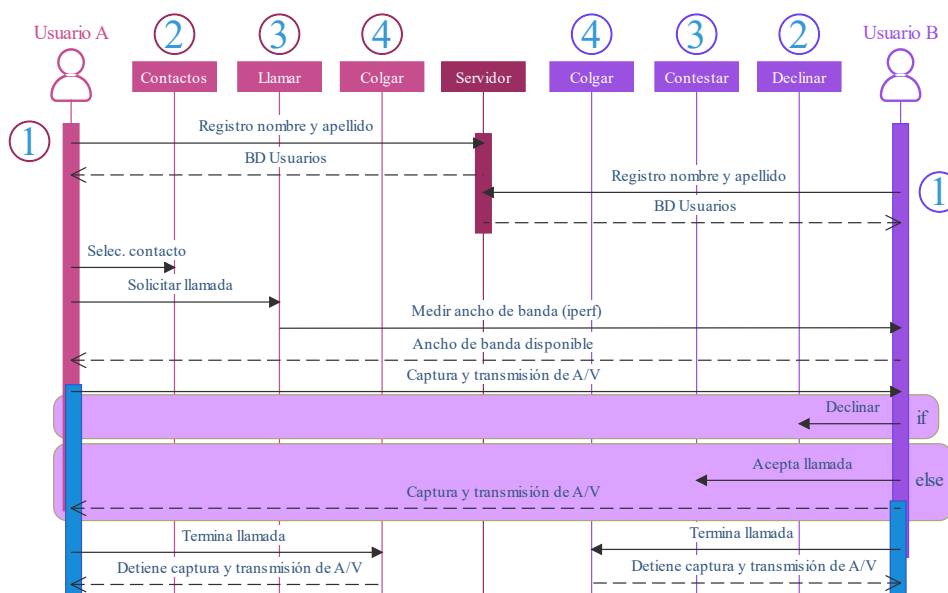 Usuario A
2
3
4
4
3
2
Usuario B
Contactos
Llamar
Colgar
Servidor
Colgar
Contestar
Declinar
1
Registro nombre y apellido
BD Usuarios
Registro nombre y apellido
1
BD Usuarios
Selec. contacto
Solicitar llamada
Medir ancho de banda (iperf)
Ancho de banda disponible
Captura y transmisión de A/V
Declinar
if
Acepta llamada
else
Captura y transmisión de A/V
Termina llamada
Termina llamada
Detiene captura y transmisión de A/V
Detiene captura y transmisión de A/V